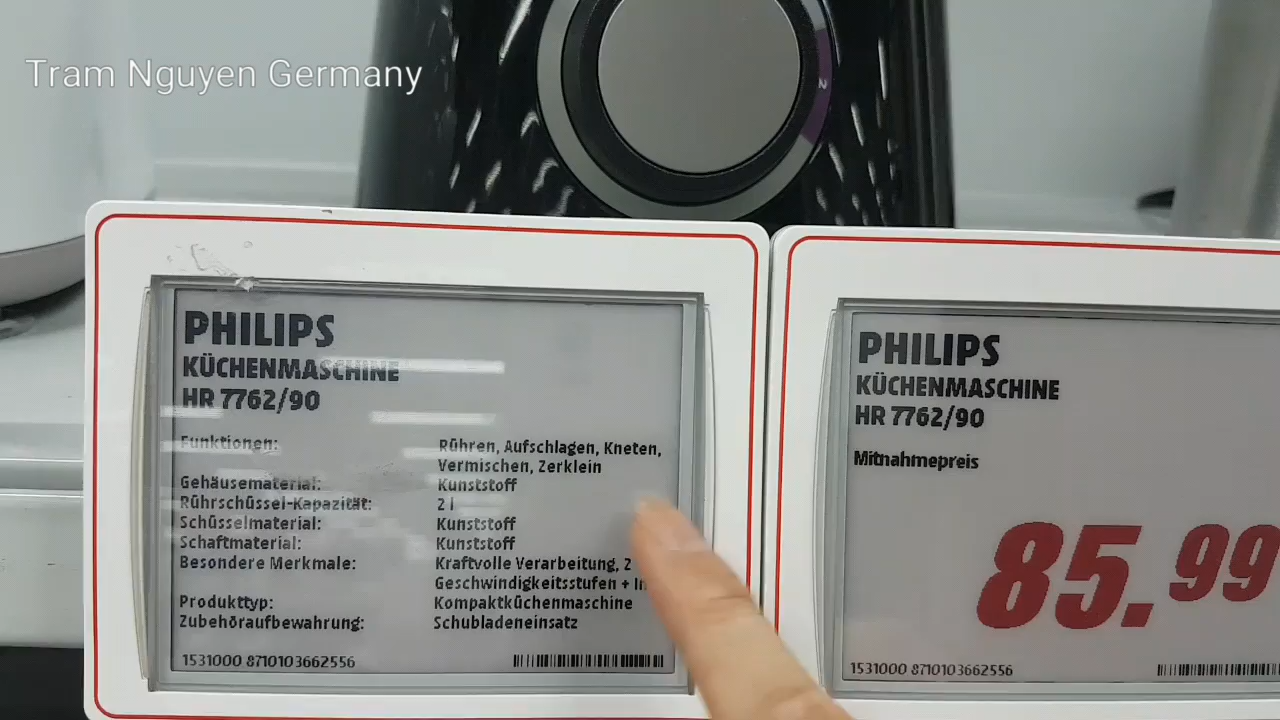 Tram Nguyen Germany
2
PHILIPS
KÜCHENMASCHINE
HR 7762/90
Funktionen: Rühren, Aufschlagen, Kneten,
Vermischen, Zerklein
Gehäusematerial: Kunststoff
Rührschüssel-Kapazität: 2 l
Schüsselmaterial: Kunststoff
Schaftmaterial: Kunststoff
Besondere Merkmale: Kraftvolle Verarbeitung, 2
Geschwindigkeitsstufen +
Produkttyp: Kompaktküchenmaschine
Zubehöraufbewahrung: Schubladeneinsatz
1531000 8710103662556
PHILIPS
KÜCHENMASCHINE
HR 7762/90
Mitnahmepreis
85.99
1531000 8710103662556